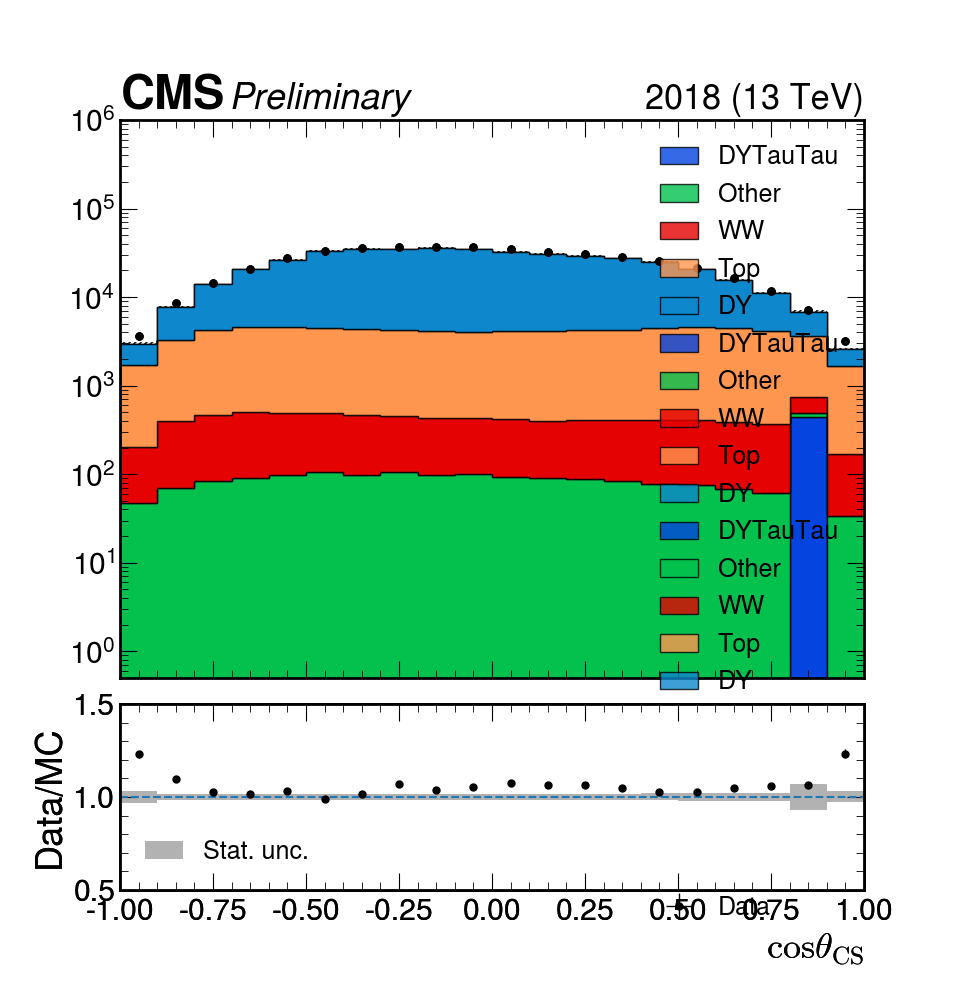 CMS Preliminary 2018 (13 TeV)
10^6
10^5
10^4
10^3
10^2
10^1
10^0
DYTauTau
Other
WW
Top
DY
DYTauTau
Other
WW
Top
DY
DYTauTau
Other
WW
Top
DY
1.5
1.0
0.5
Data/MC
Stat. unc.
Data
-1.00 -0.75 -0.50 -0.25 0.00 0.25 0.50 0.75 1.00
cosθ_CS